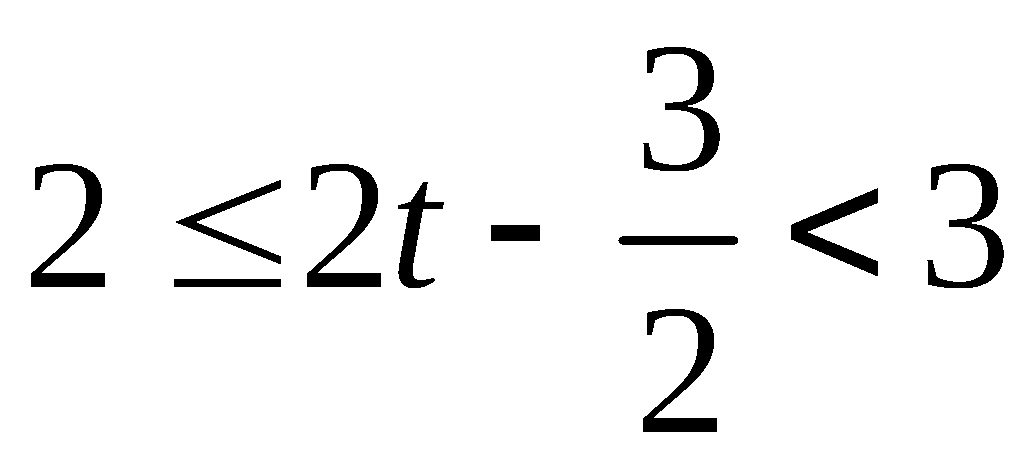 2 ≤ 2t - 3/2 < 3